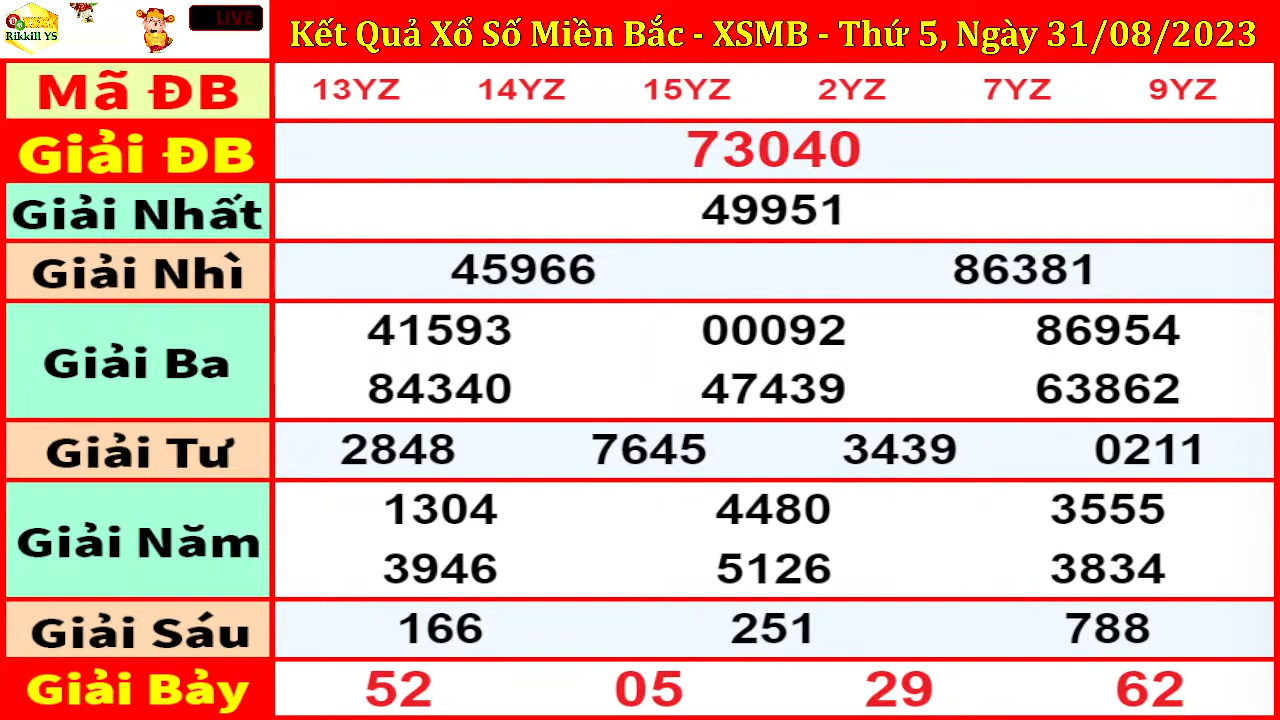 Rikkill YS
LIVE
Kết Quả Xổ Số Miền Bắc - XSMB - Thứ 5, Ngày 31/08/2023
Mã ĐB 13YZ 14YZ 15YZ 2YZ 7YZ 9YZ
Giải ĐB 73040
Giải Nhất 49951
Giải Nhì 45966 86381
Giải Ba
41593 00092 86954
84340 47439 63862
Giải Tư 2848 7645 3439 0211
Giải Năm
1304 4480 3555
3946 5126 3834
Giải Sáu 166 251 788
Giải Bảy 52 05 29 62